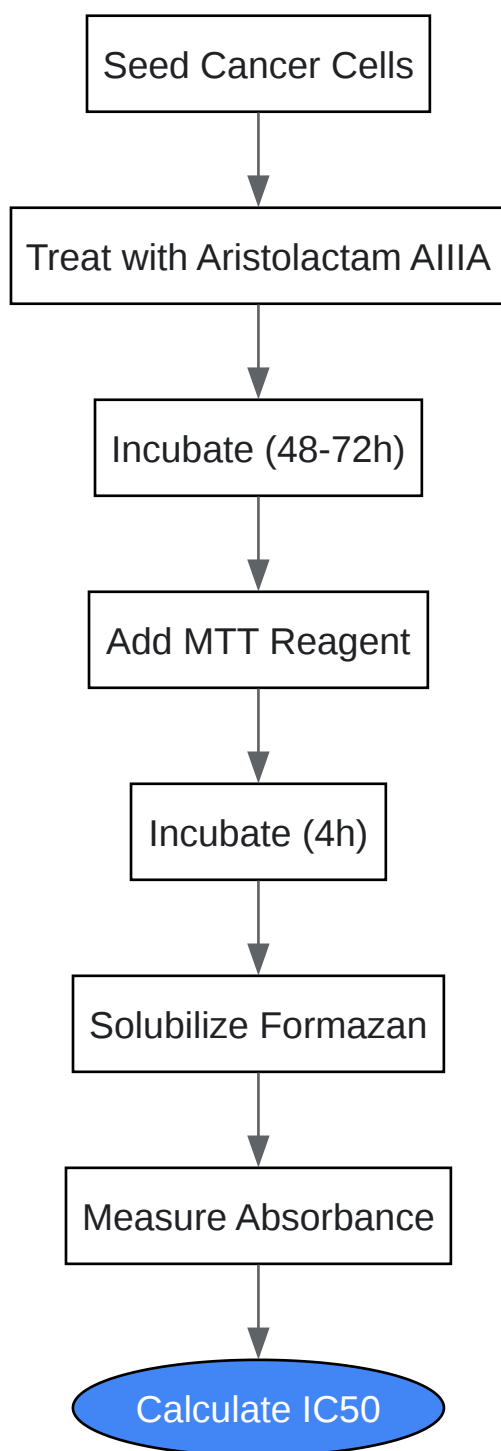 Seed Cancer Cells
Treat with Aristolactam AIIIA
Incubate (48-72h)
Add MTT Reagent
Incubate (4h)
Solubilize Formazan
Measure Absorbance
Calculate IC50